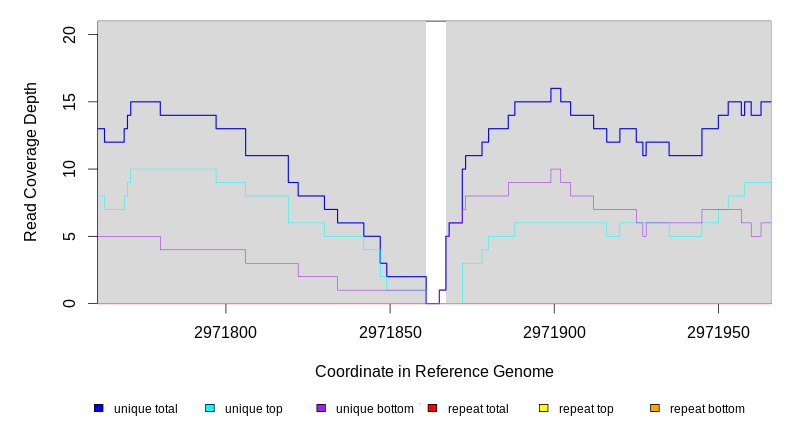 20
15
10
5
0
Read Coverage Depth
2971800 2971850 2971900 2971950
Coordinate in Reference Genome
unique total unique top unique bottom repeat total repeat top repeat bottom